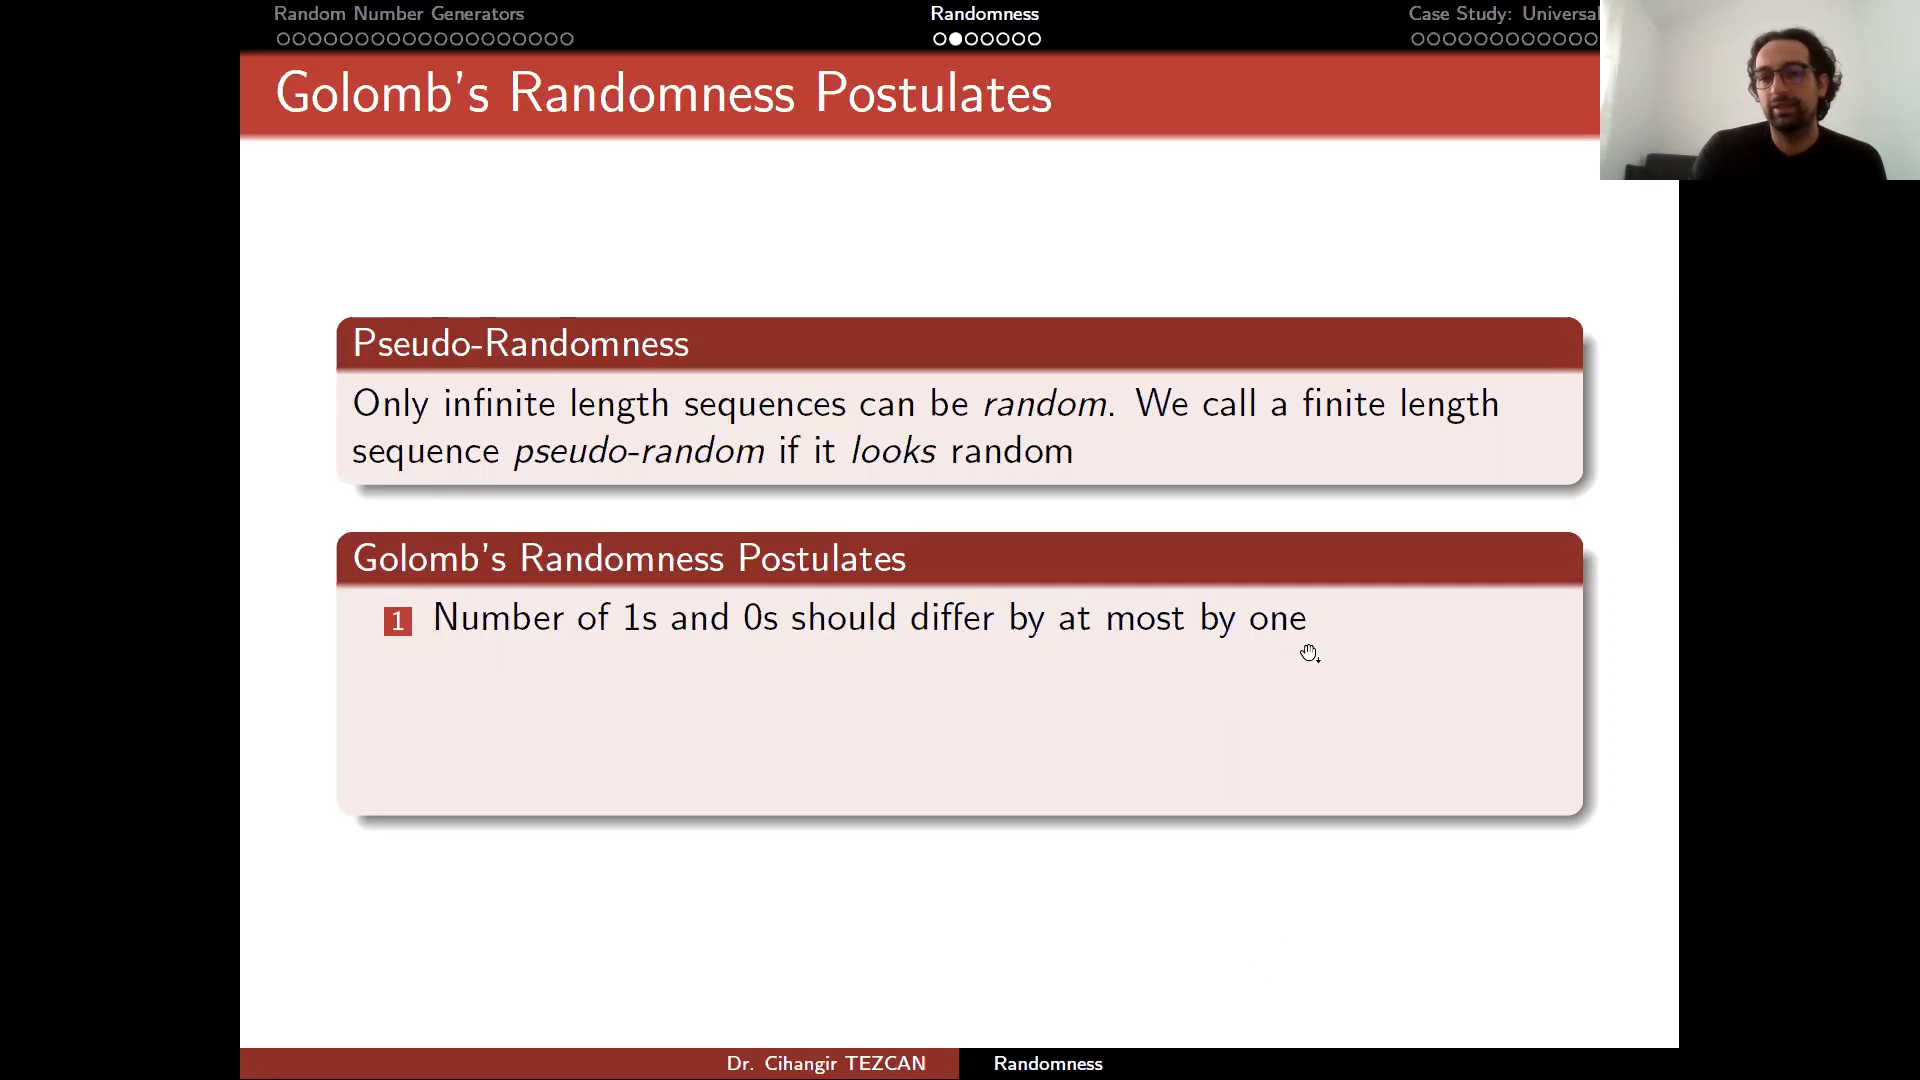 Random Number Generators
Randomness
Case Study: Universal
Golomb's Randomness Postulates
Pseudo-Randomness
Only infinite length sequences can be random. We call a finite length
sequence pseudo-random if it looks random
Golomb's Randomness Postulates
1 Number of 1s and 0s should differ by at most by one
Dr. Cihangir TEZCAN
Randomness